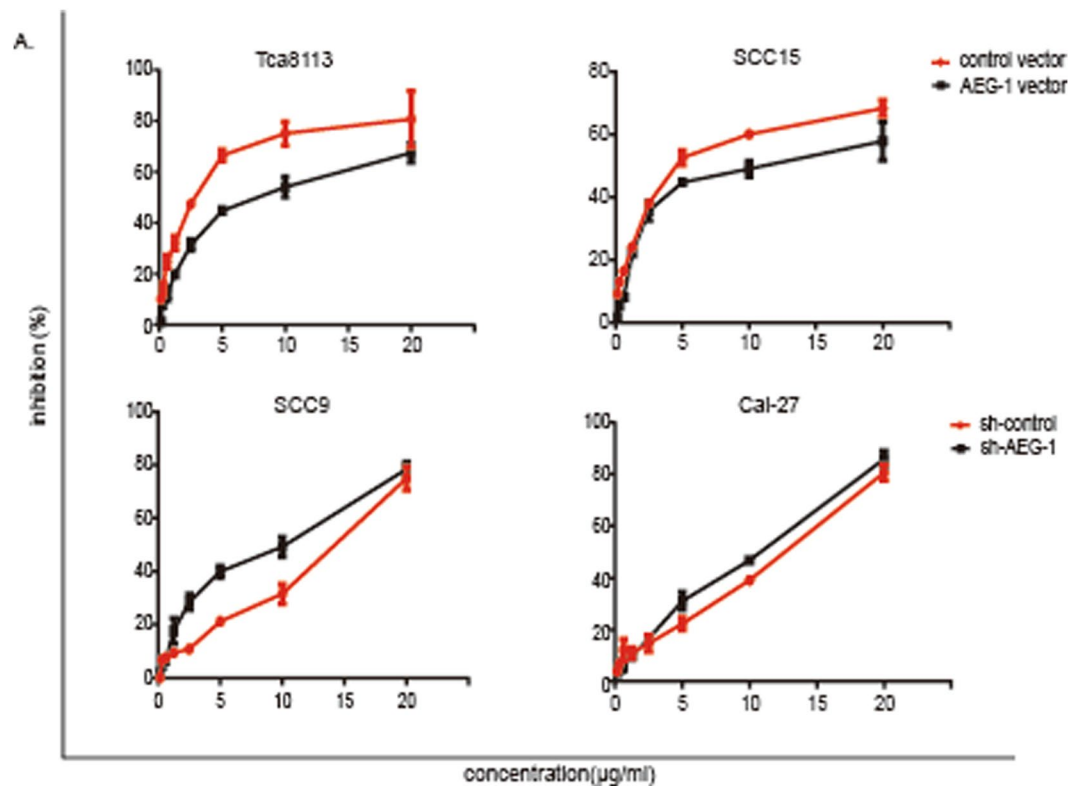 A.
Tca8113
100
80
60
40
20
0
0 5 10 15 20
SCC15
80
60
40
20
0
0 5 10 15 20
control vector
AEG-1 vector
inhibition (%)
SCC9
100
80
60
40
20
0
0 5 10 15 20
Cal-27
100
80
60
40
20
0
0 5 10 15 20
sh-control
sh-AEG-1
concentration(µg/ml)